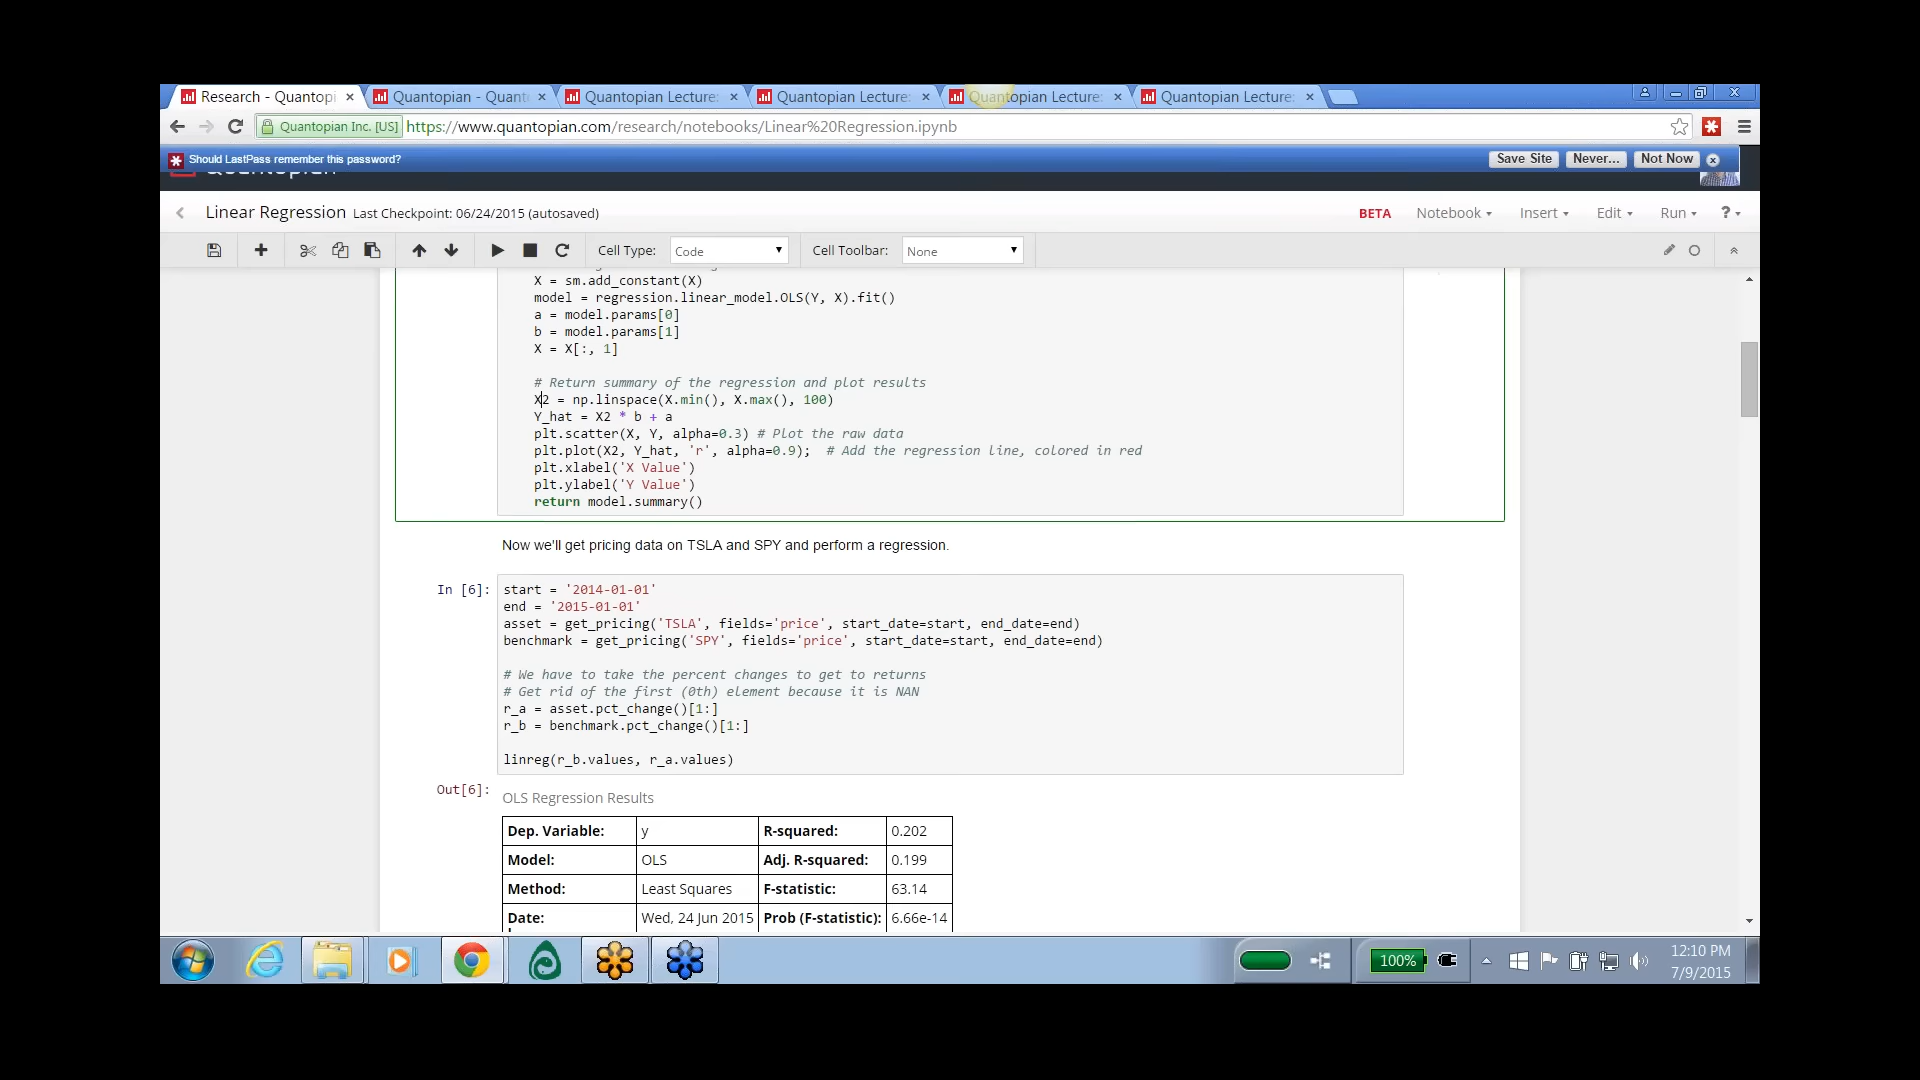 Research - Quantopi
Quantopian - Quant
Quantopian Lecture
Quantopian Lecture
Quantopian Lecture
Quantopian Lecture
Quantopian Inc. [US] https://www.quantopian.com/research/notebooks/Linear%20Regression.ipynb
Should LastPass remember this password? Save Site Never... Not Now
Linear Regression Last Checkpoint: 06/24/2015 (autosaved) BETA Notebook Insert Edit Run ?
Cell Type: Code Cell Toolbar: None
X = sm.add_constant(X)
model = regression.linear_model.OLS(Y, X).fit()
a = model.params[0]
b = model.params[1]
X = X[:, 1]
# Return summary of the regression and plot results
X2 = np.linspace(X.min(), X.max(), 100)
Y_hat = X2 * b + a
plt.scatter(X, Y, alpha=0.3) # Plot the raw data
plt.plot(X2, Y_hat, 'r', alpha=0.9);  # Add the regression line, colored in red
plt.xlabel('X Value')
plt.ylabel('Y Value')
return model.summary()
Now we'll get pricing data on TSLA and SPY and perform a regression.
In [6]: start = '2014-01-01'
end = '2015-01-01'
asset = get_pricing('TSLA', fields='price', start_date=start, end_date=end)
benchmark = get_pricing('SPY', fields='price', start_date=start, end_date=end)
# We have to take the percent changes to get to returns
# Get rid of the first (0th) element because it is NAN
r_a = asset.pct_change()[1:]
r_b = benchmark.pct_change()[1:]
linreg(r_b.values, r_a.values)
Out[6]: OLS Regression Results
Dep. Variable: y R-squared: 0.202
Model: OLS Adj. R-squared: 0.199
Method: Least Squares F-statistic: 63.14
Date: Wed, 24 Jun 2015 Prob (F-statistic): 6.66e-14
100%
12:10 PM
7/9/2015